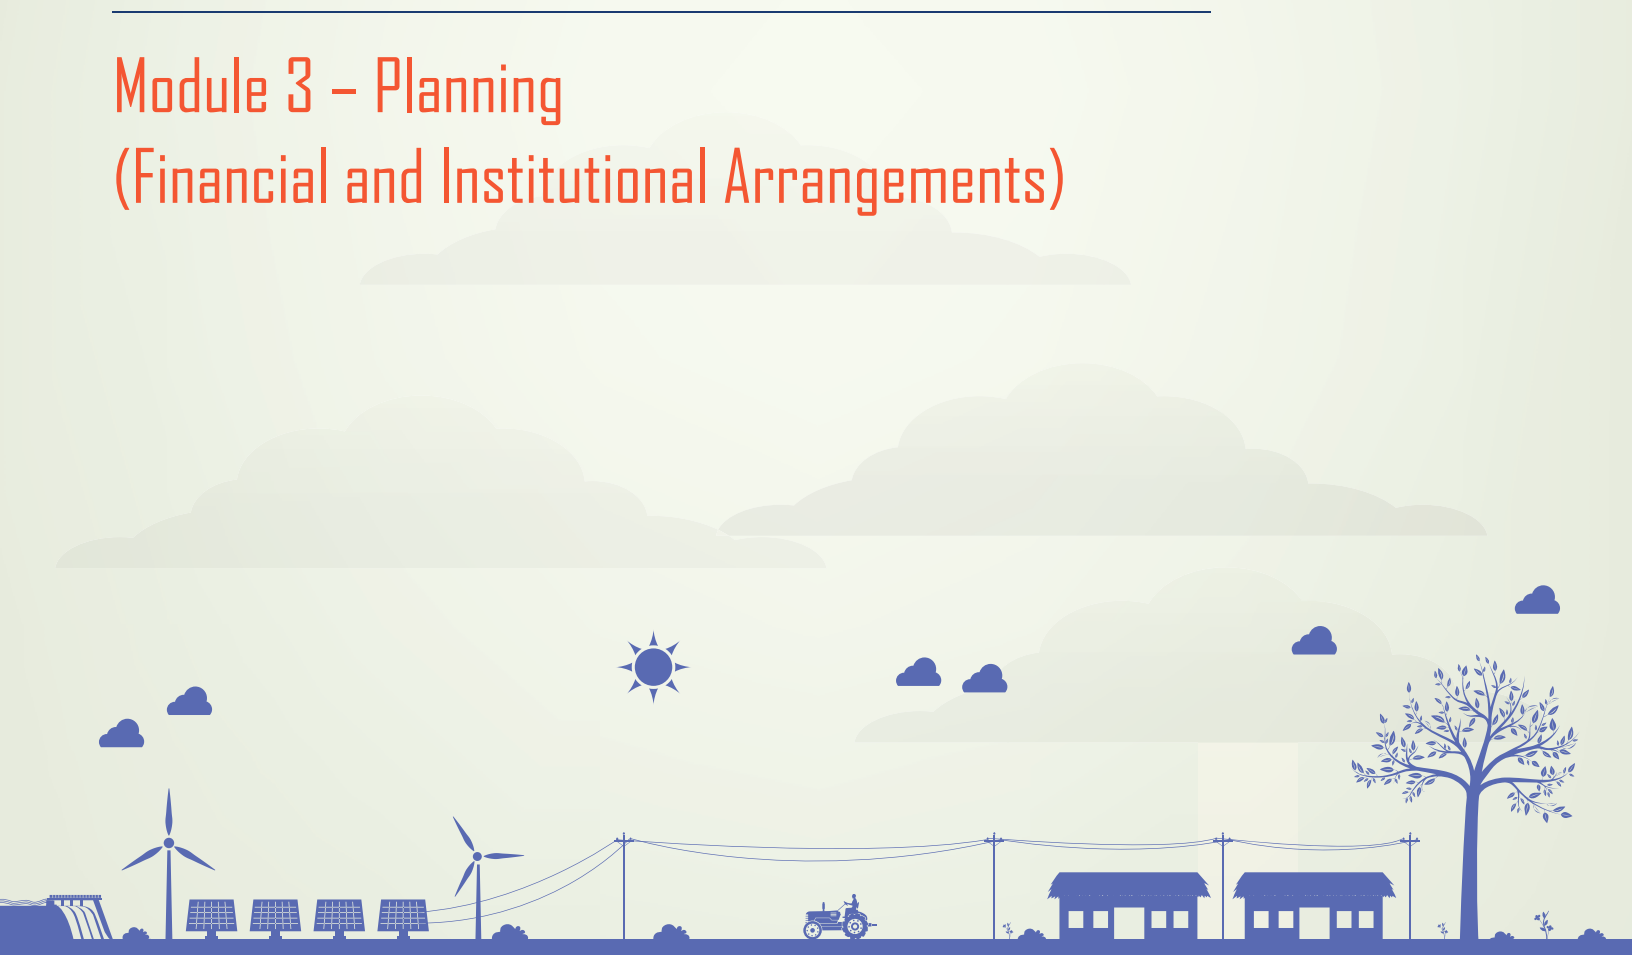 Module 3 – Planning
(Financial and Institutional Arrangements)